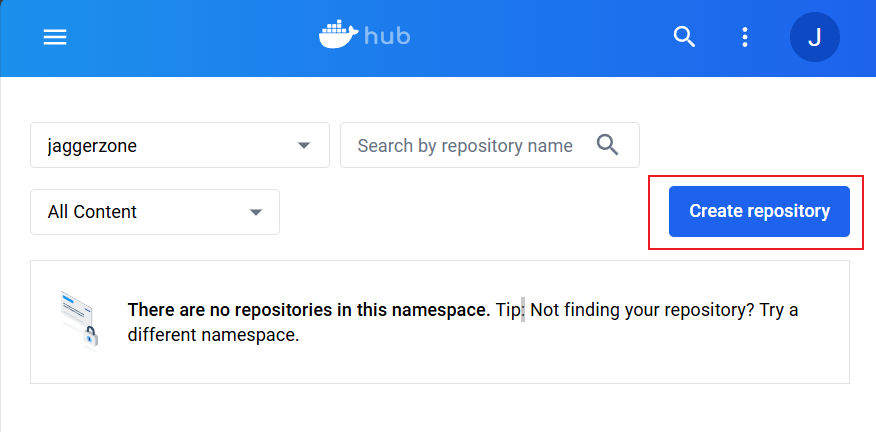 hub
J
jaggerzone
Search by repository name
All Content
Create repository
There are no repositories in this namespace. Tip: Not finding your repository? Try a
different namespace.